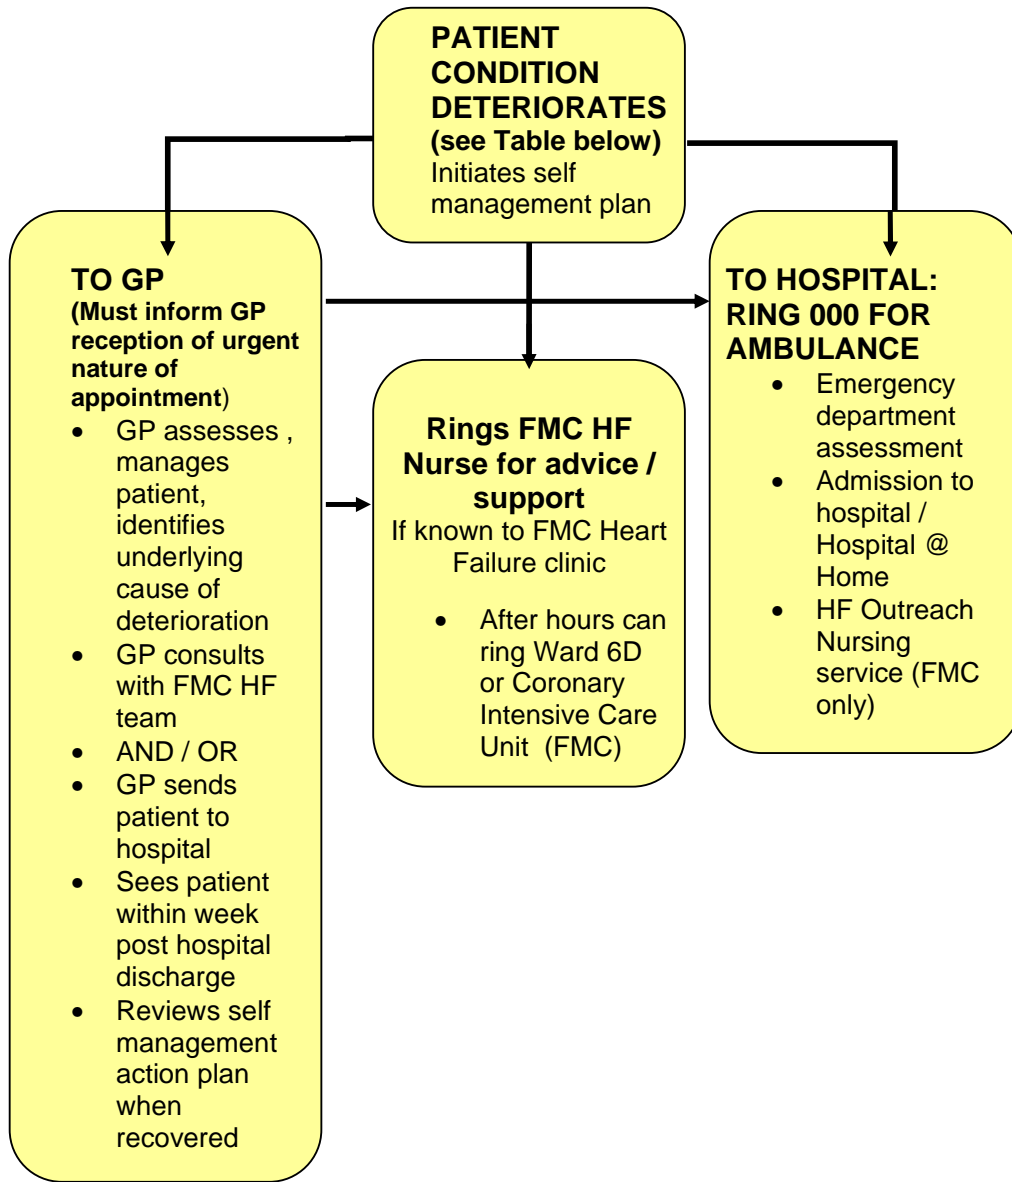 PATIENT
CONDITION
DETERIORATES
(see Table below)
Initiates self
management plan
TO GP
(Must inform GP
reception of urgent
nature of
appointment)
• GP assesses ,
manages
patient,
identifies
underlying
cause of
deterioration
• GP consults
with FMC HF
team
• AND / OR
• GP sends
patient to
hospital
• Sees patient
within week
post hospital
discharge
• Reviews self
management
action plan
when
recovered
Rings FMC HF
Nurse for advice /
support
If known to FMC Heart
Failure clinic
• After hours can
ring Ward 6D
or Coronary
Intensive Care
Unit (FMC)
TO HOSPITAL:
RING 000 FOR
AMBULANCE
• Emergency
department
assessment
• Admission to
hospital /
Hospital @
Home
• HF Outreach
Nursing
service (FMC
only)